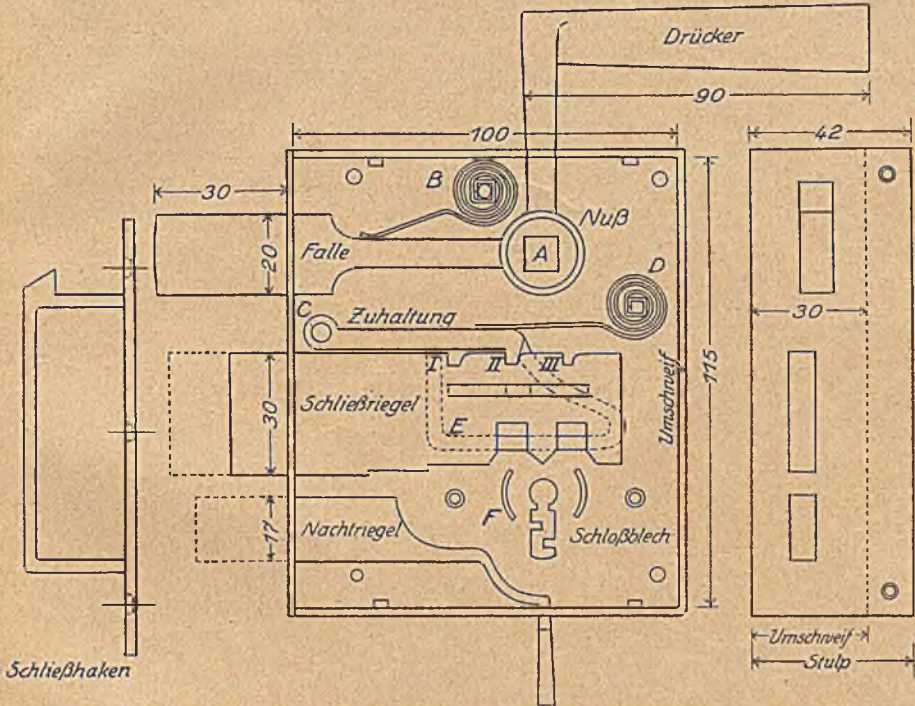 Drücker
90
100
42
30
B
Nuß
20
Falle
A
D
C
Zuhaltung
30
I
II
III
Umschweif
115
30
Schließriegel
E
17
Nachtriegel
F
Schloßblech
Umschweif
Stulp
Schließhaken